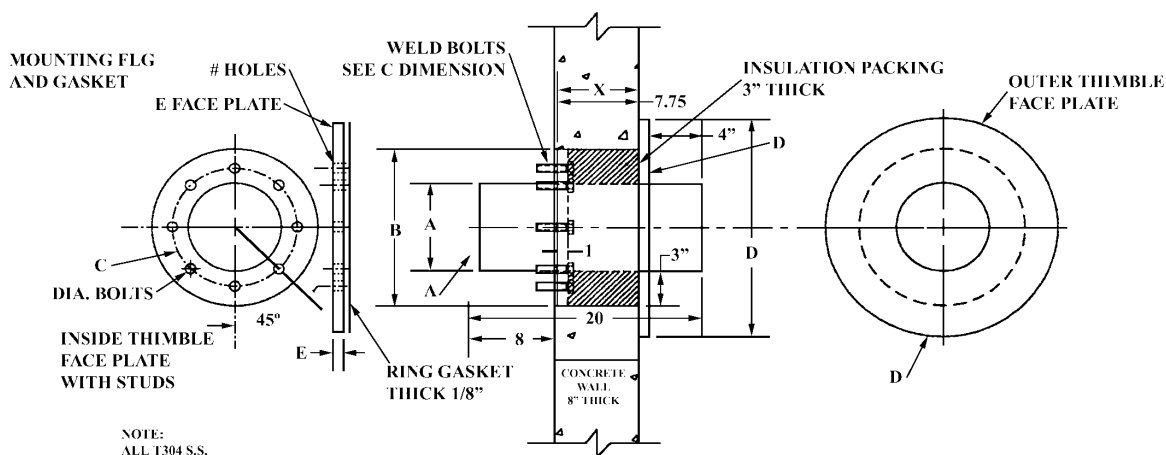 MOUNTING FLG
AND GASKET
# HOLES
E FACE PLATE
WELD BOLTS
SEE C DIMENSION
X
7.75
INSULATION PACKING
3” THICK
OUTER THIMBLE
FACE PLATE
4”
D
B
A
A
1
3”
D
C
DIA. BOLTS
45º
20
8
INSIDE THIMBLE
FACE PLATE
WITH STUDS
E
RING GASKET
THICK 1/8”
CONCRETE
WALL
8” THICK
D
NOTE:
ALL T304 S.S.